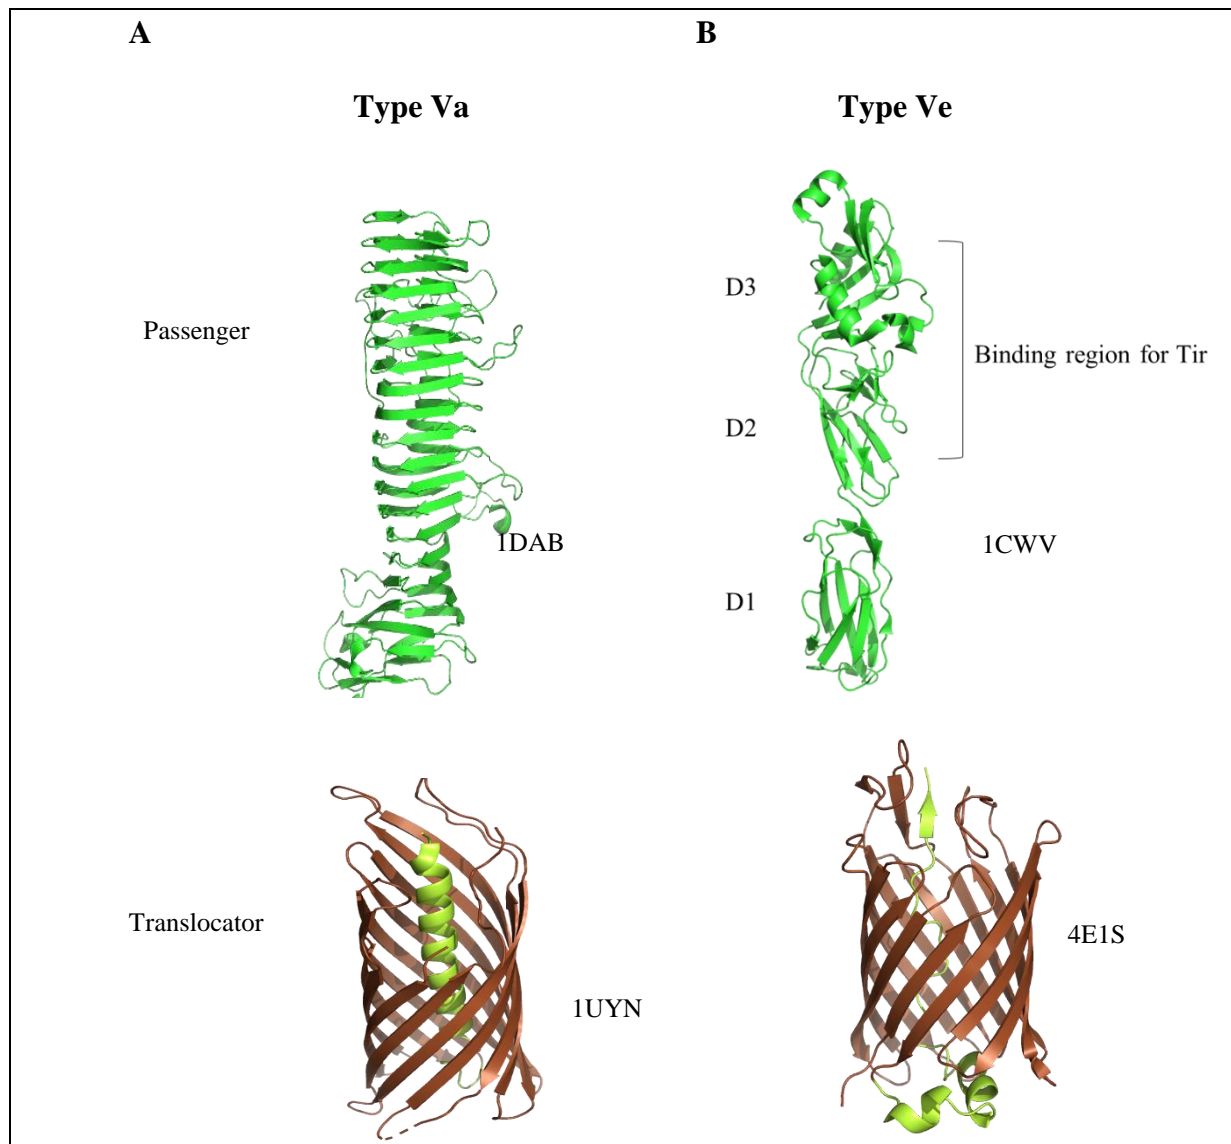 A
B
Type Va
Type Ve
D3
Passenger
Binding region for Tir
D2
1DAB
1CWV
D1
Translocator
4E1S
1UYN